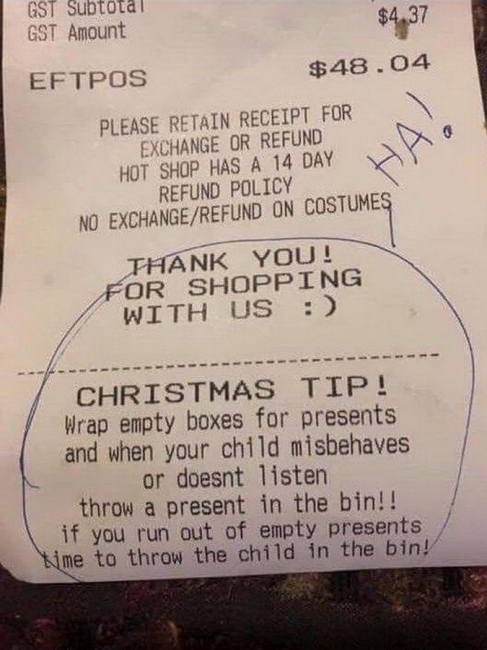 GST Subtotal
$4.37
GST Amount
EFTPOS $48.04
PLEASE RETAIN RECEIPT FOR
EXCHANGE OR REFUND
HOT SHOP HAS A 14 DAY
REFUND POLICY
NO EXCHANGE/REFUND ON COSTUMES
HA!
THANK YOU!
FOR SHOPPING
WITH US :)
CHRISTMAS TIP!
Wrap empty boxes for presents
and when your child misbehaves
or doesnt listen
throw a present in the bin!!
if you run out of empty presents
time to throw the child in the bin!